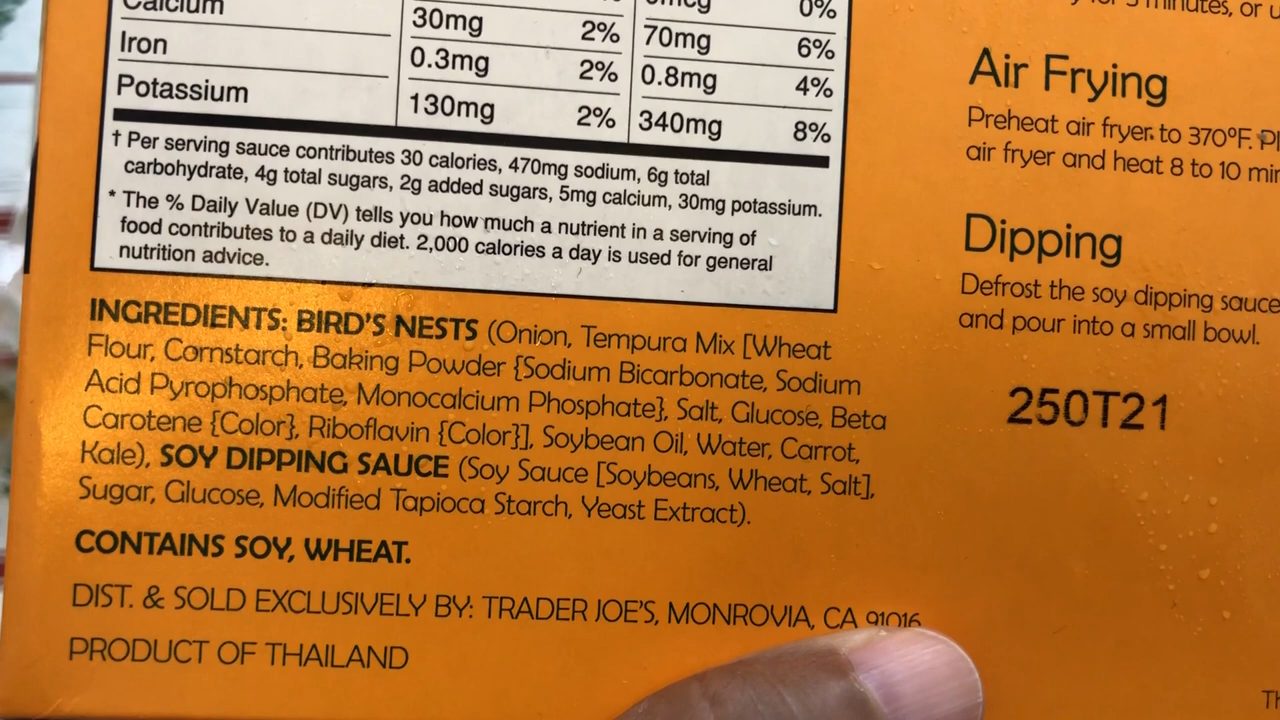 Calcium 30mg 2% 70mg 6%
Iron 0.3mg 2% 0.8mg 4%
Potassium 130mg 2% 340mg 8%
0%
† Per serving sauce contributes 30 calories, 470mg sodium, 6g total
carbohydrate, 4g total sugars, 2g added sugars, 5mg calcium, 30mg potassium.
* The % Daily Value (DV) tells you how much a nutrient in a serving of
food contributes to a daily diet. 2,000 calories a day is used for general
nutrition advice.
INGREDIENTS: BIRD'S NESTS (Onion, Tempura Mix [Wheat
Flour, Cornstarch, Baking Powder {Sodium Bicarbonate, Sodium
Acid Pyrophosphate, Monocalcium Phosphate}, Salt, Glucose, Beta
Carotene {Color}, Riboflavin {Color}], Soybean Oil, Water, Carrot,
Kale), SOY DIPPING SAUCE (Soy Sauce [Soybeans, Wheat, Salt],
Sugar, Glucose, Modified Tapioca Starch, Yeast Extract).
CONTAINS SOY, WHEAT.
DIST. & SOLD EXCLUSIVELY BY: TRADER JOE'S, MONROVIA, CA 91016
PRODUCT OF THAILAND
minutes, or
Air Frying
Preheat air fryer to 370°F.
air fryer and heat 8 to 10
Dipping
Defrost the soy dipping sauce
and pour into a small bowl.
250T21